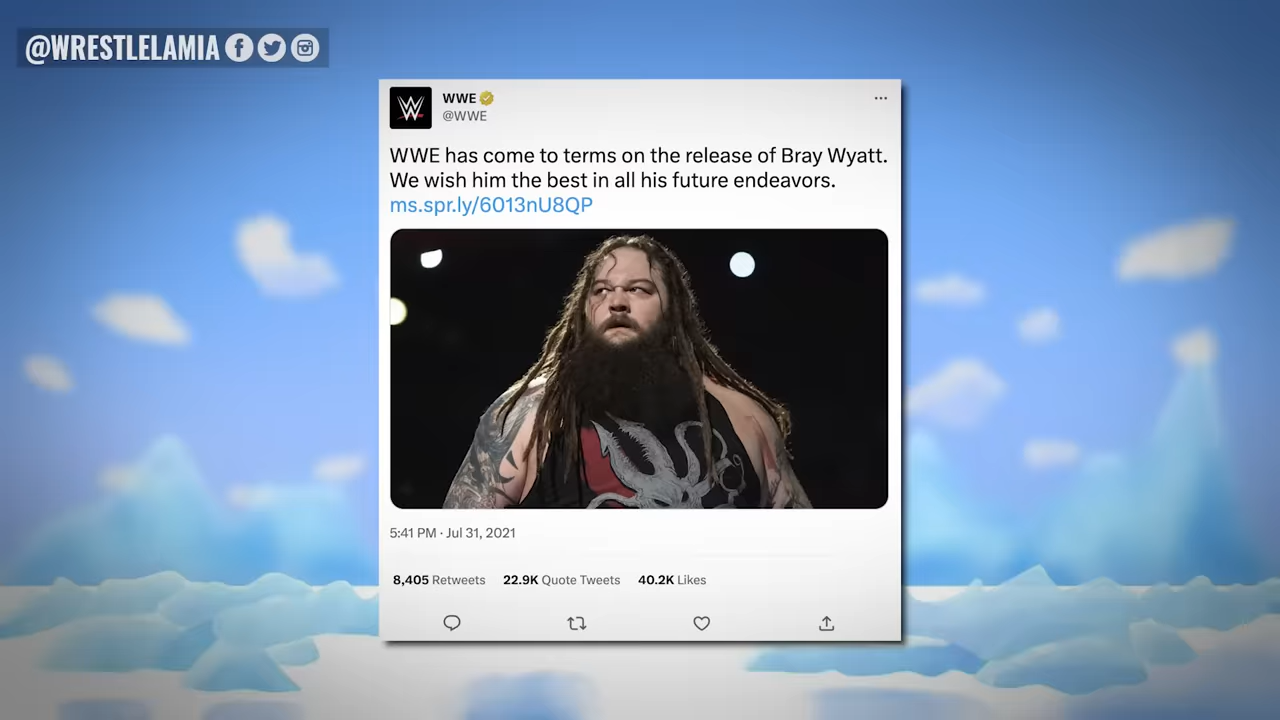 @WRESTLELAMIA
WWE
@WWE
WWE has come to terms on the release of Bray Wyatt.
We wish him the best in all his future endeavors.
ms.spr.ly/6013nU8QP
5:41 PM · Jul 31, 2021
8,405 Retweets 22.9K Quote Tweets 40.2K Likes